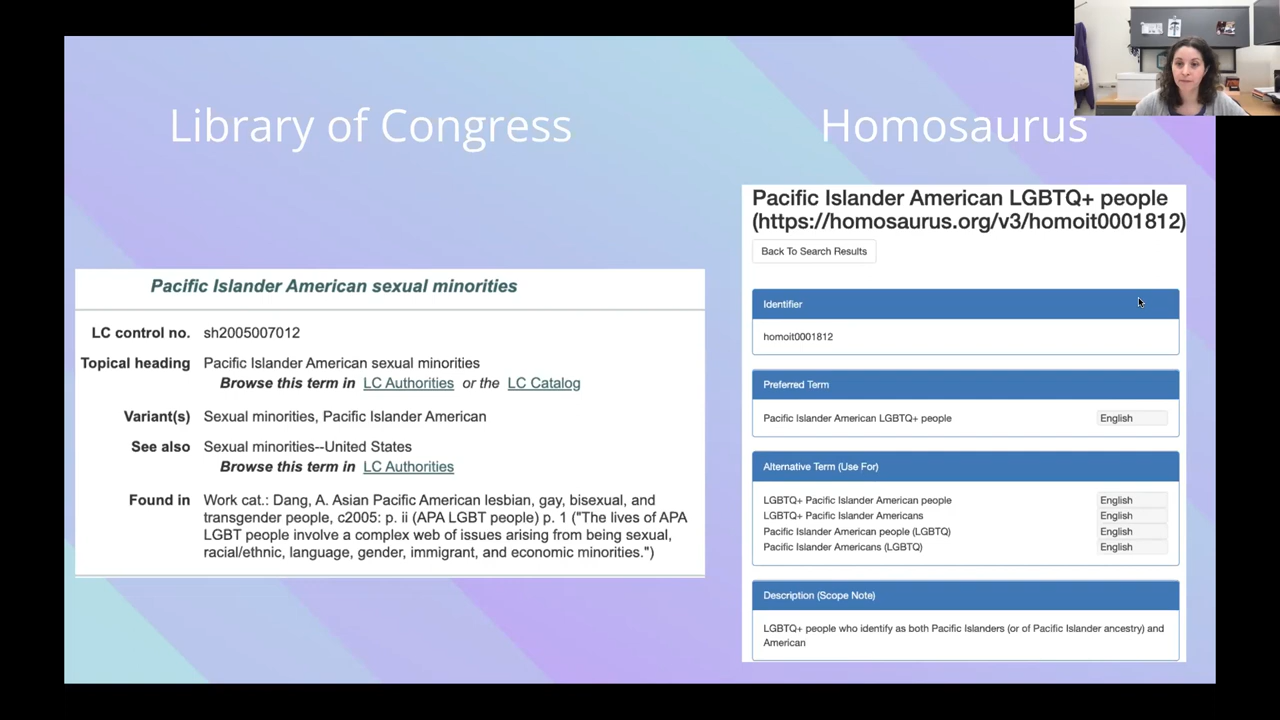 Library of Congress
Homosaurus
Pacific Islander American sexual minorities
LC control no. sh2005007012
Topical heading Pacific Islander American sexual minorities
Browse this term in LC Authorities or the LC Catalog
Variant(s) Sexual minorities, Pacific Islander American
See also Sexual minorities--United States
Browse this term in LC Authorities
Found in Work cat.: Dang, A. Asian Pacific American lesbian, gay, bisexual, and
transgender people, c2005: p. ii (APA LGBT people) p. 1 ("The lives of APA
LGBT people involve a complex web of issues arising from being sexual,
racial/ethnic, language, gender, immigrant, and economic minorities.")
Pacific Islander American LGBTQ+ people
(https://homosaurus.org/v3/homoit0001812)
Back To Search Results
Identifier
homoit0001812
Preferred Term
Pacific Islander American LGBTQ+ people English
Alternative Term (Use For)
LGBTQ+ Pacific Islander American people English
LGBTQ+ Pacific Islander Americans English
Pacific Islander American people (LGBTQ) English
Pacific Islander Americans (LGBTQ) English
Description (Scope Note)
LGBTQ+ people who identify as both Pacific Islanders (or of Pacific Islander ancestry) and
American